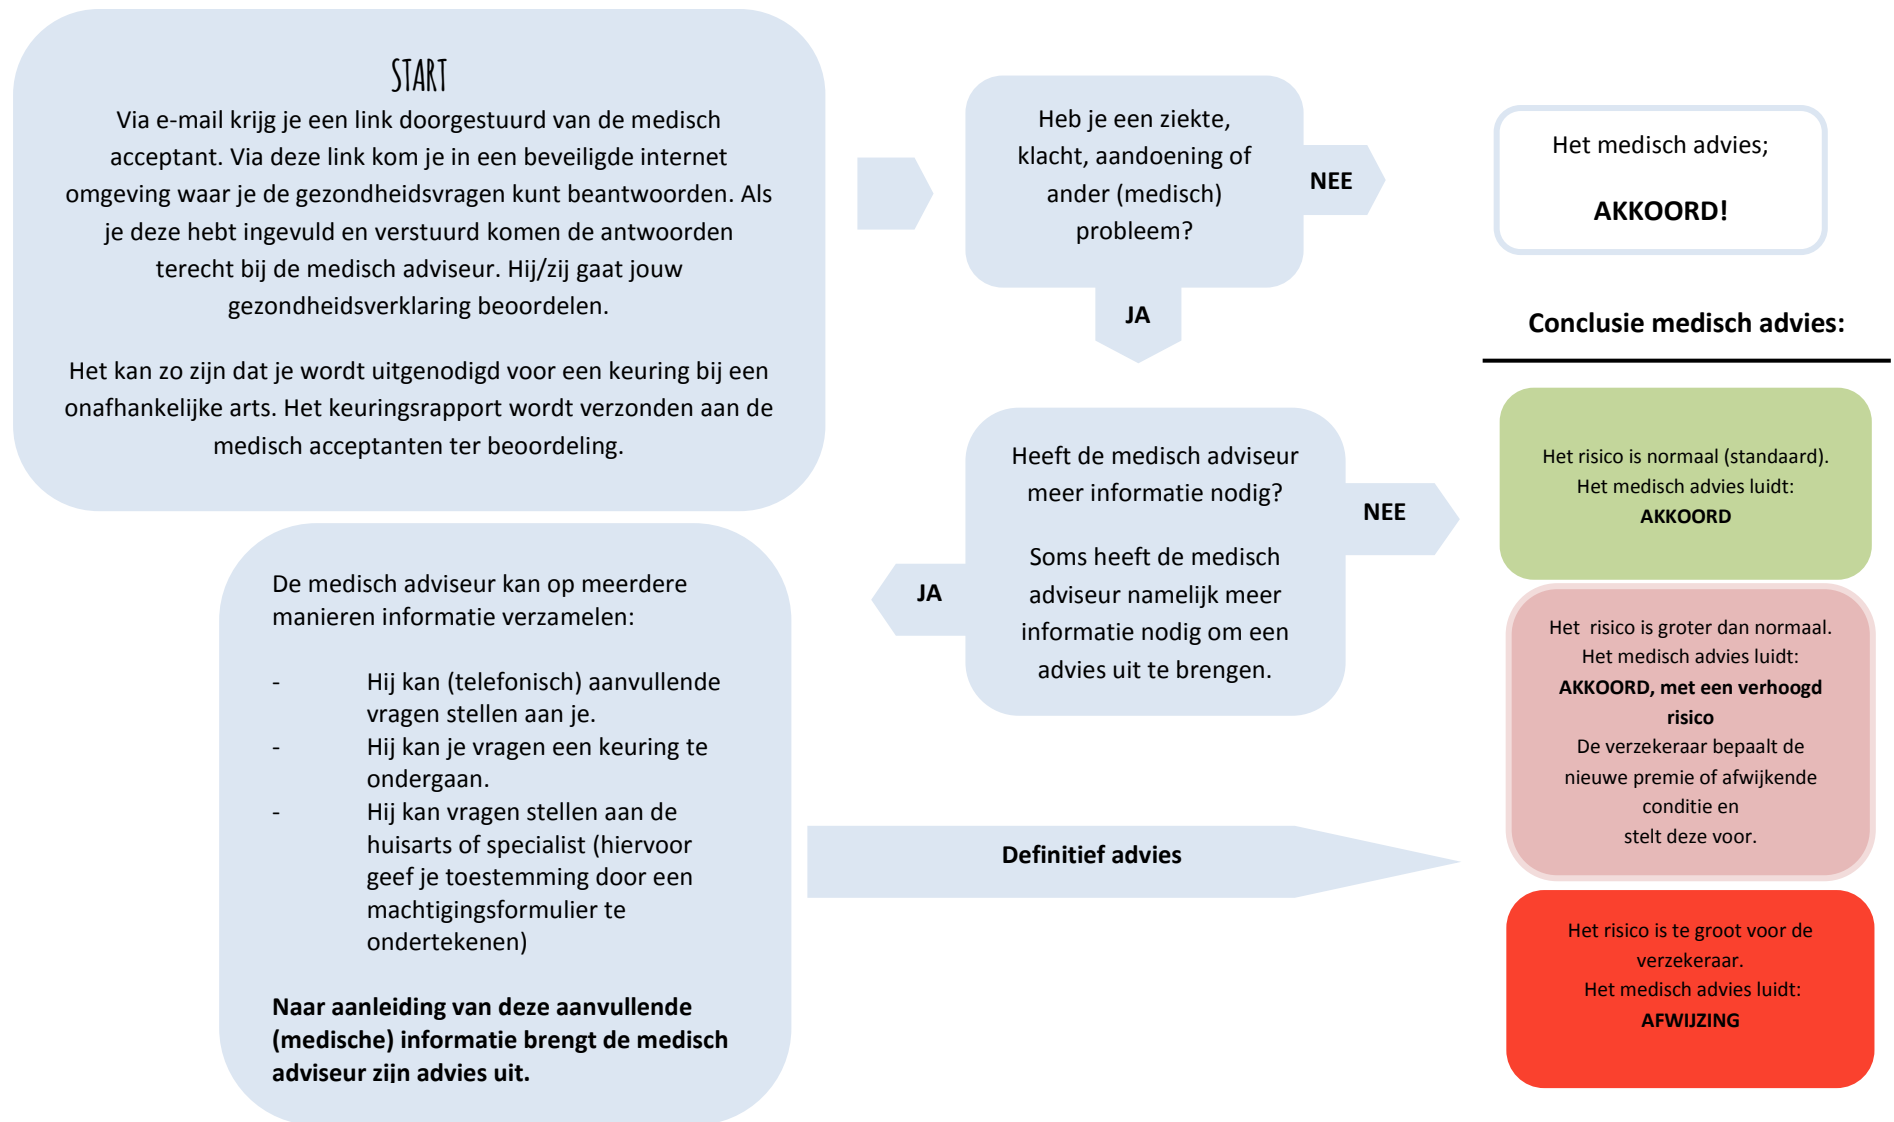 START
Via e-mail krijg je een link doorgestuurd van de medisch
acceptant. Via deze link kom je in een beveiligde internet
omgeving waar je de gezondheidsvragen kunt beantwoorden. Als
je deze hebt ingevuld en verstuurd komen de antwoorden
terecht bij de medisch adviseur. Hij/zij gaat jouw
gezondheidsverklaring beoordelen.
Het kan zo zijn dat je wordt uitgenodigd voor een keuring bij een
onafhankelijke arts. Het keuringsrapport wordt verzonden aan de
medisch acceptanten ter beoordeling.
Heb je een ziekte,
klacht, aandoening of
ander (medisch)
probleem?
NEE
Het medisch advies;
AKKOORD!
JA
Heeft de medisch adviseur
meer informatie nodig?
Soms heeft de medisch
adviseur namelijk meer
informatie nodig om een
advies uit te brengen.
NEE
JA
De medisch adviseur kan op meerdere
manieren informatie verzamelen:
- Hij kan (telefonisch) aanvullende
vragen stellen aan je.
- Hij kan je vragen een keuring te
ondergaan.
- Hij kan vragen stellen aan de
huisarts of specialist (hiervoor
geef je toestemming door een
machtigingsformulier te
ondertekenen)
Naar aanleiding van deze aanvullende
(medische) informatie brengt de medisch
adviseur zijn advies uit.
Definitief advies
Conclusie medisch advies:
Het risico is normaal (standaard).
Het medisch advies luidt:
AKKOORD
Het risico is groter dan normaal.
Het medisch advies luidt:
AKKOORD, met een verhoogd
risico
De verzekeraar bepaalt de
nieuwe premie of afwijkende
conditie en
stelt deze voor.
Het risico is te groot voor de
verzekeraar.
Het medisch advies luidt:
AFWIJZING